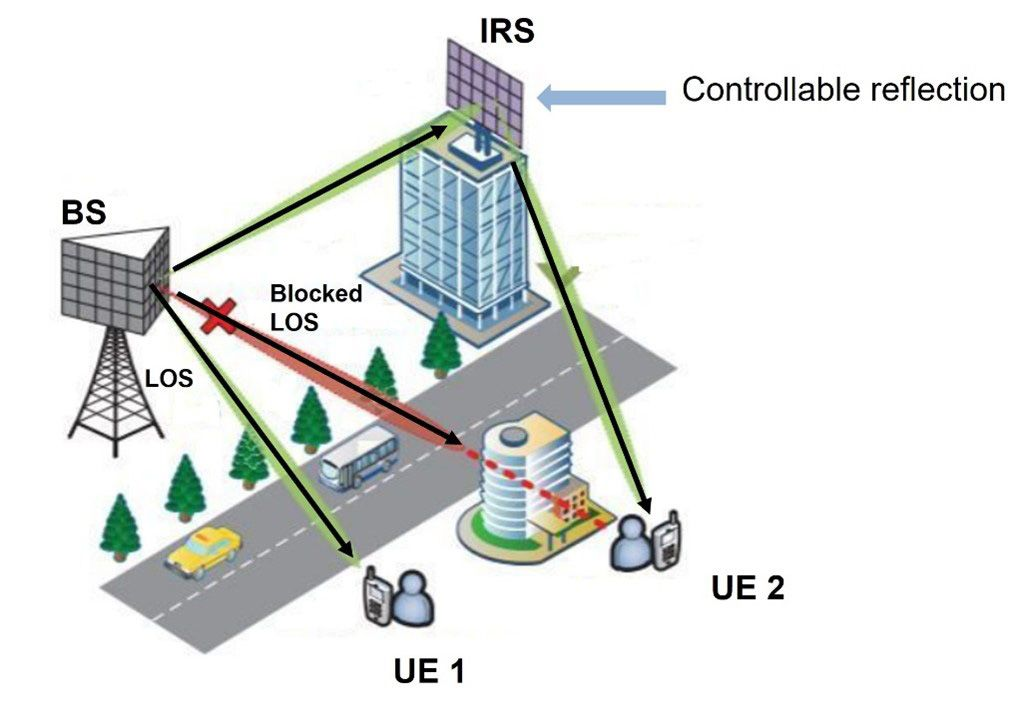 IRS
Controllable reflection
BS
Blocked
LOS
LOS
UE 2
UE 1